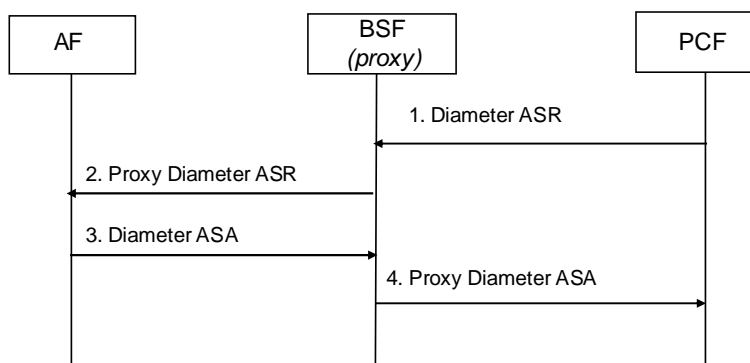 AF
BSF
(proxy)
PCF
1. Diameter ASR
2. Proxy Diameter ASR
3. Diameter ASA
4. Proxy Diameter ASA